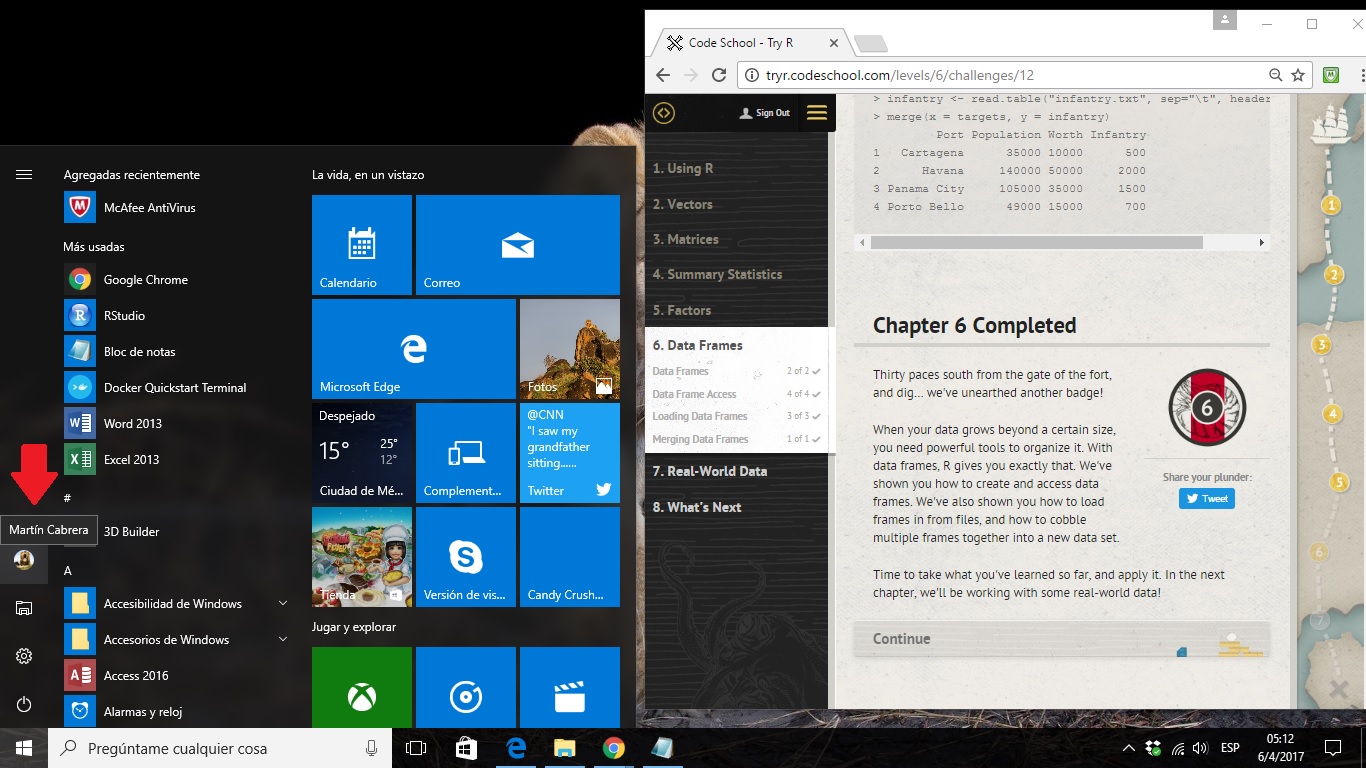 Agregadas recientemente
McAfee AntiVirus
Más usadas
Google Chrome
RStudio
Bloc de notas
Docker Quickstart Terminal
Word 2013
Excel 2013
#
Martín Cabrera
3D Builder
A
Accesibilidad de Windows
Accesorios de Windows
Access 2016
Alarmas y reloj
La vida, en un vistazo
Calendario
Correo
Microsoft Edge
Fotos
Despejado
15°
25°
12°
Ciudad de Mé...
Complement...
@CNN
"I saw my
grandfather
sitting......
Twitter
Tienda
Versión de vis...
Candy Crush...
Jugar y explorar
Code School - Try R
tryr.codeschool.com/levels/6/challenges/12
Sign Out
1. Using R
2. Vectors
3. Matrices
4. Summary Statistics
5. Factors
6. Data Frames
Data Frames 2 of 2
Data Frame Access 4 of 4
Loading Data Frames 3 of 3
Merging Data Frames 1 of 1
7. Real-World Data
8. What's Next
> infantry <- read.table("infantry.txt", sep="\t", header
> merge(x = targets, y = infantry)
Port Population Worth Infantry
1 Cartagena 35000 10000 500
2 Havana 140000 50000 2000
3 Panama City 105000 35000 1500
4 Porto Bello 49000 15000 700
Chapter 6 Completed
Thirty paces south from the gate of the fort,
and dig... we've unearthed another badge!
When your data grows beyond a certain size,
you need powerful tools to organize it. With
data frames, R gives you exactly that. We've
shown you how to create and access data
frames. We've also shown you how to load
frames in from files, and how to cobble
multiple frames together into a new data set.
Time to take what you've learned so far, and apply it. In the next
chapter, we'll be working with some real-world data!
6
Share your plunder:
Tweet
Continue
1
2
3
4
5
6
7
Pregúntame cualquier cosa
ESP
05:12
6/4/2017